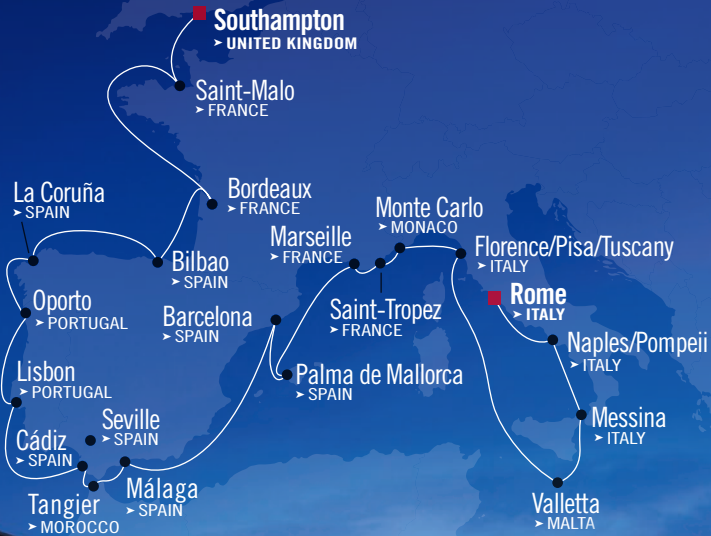 Southampton
➤ UNITED KINGDOM
Saint-Malo
➤ FRANCE
La Coruña
➤ SPAIN
Bordeaux
➤ FRANCE
Monte Carlo
➤ MONACO
Marseille
➤ FRANCE
Florence/Pisa/Tuscany
➤ ITALY
Bilbao
➤ SPAIN
Rome
➤ ITALY
Oporto
➤ PORTUGAL
Barcelona
➤ SPAIN
Saint-Tropez
➤ FRANCE
Naples/Pompeii
➤ ITALY
Lisbon
➤ PORTUGAL
Palma de Mallorca
➤ SPAIN
Seville
➤ SPAIN
Messina
➤ ITALY
Cádiz
➤ SPAIN
Málaga
➤ SPAIN
Tangier
➤ MOROCCO
Valletta
➤ MALTA